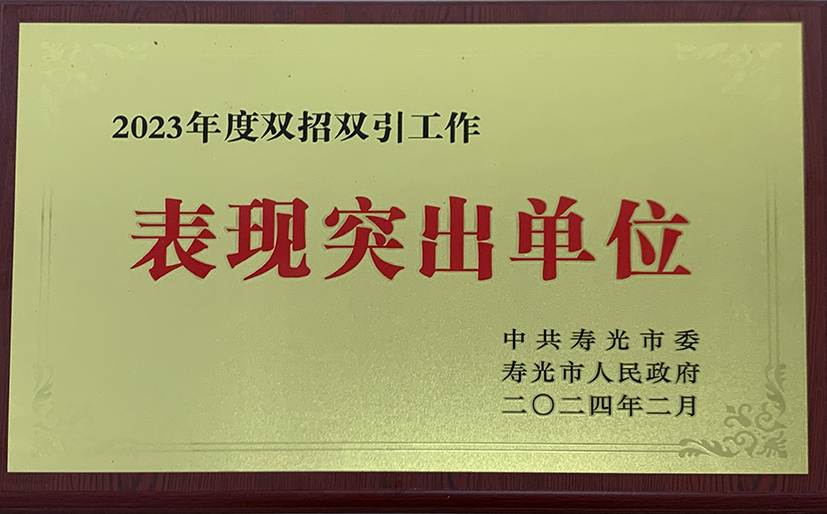 2023年度双招双引工作
表现突出单位
中共寿光市委
寿光市人民政府
二〇二四年二月